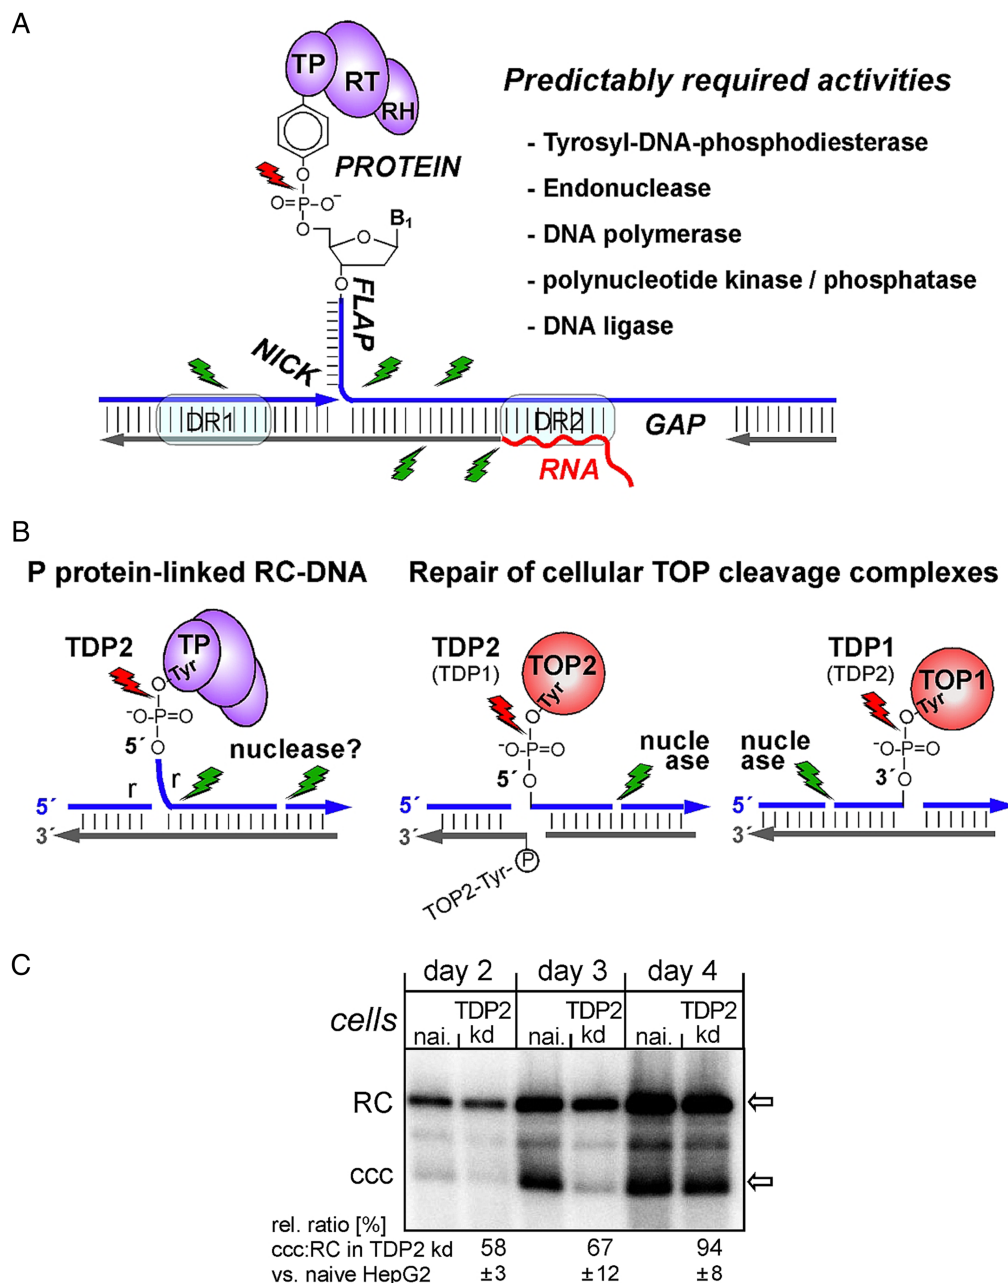 A
TP
RT
RH
PROTEIN
O
O=P–O−
O
O
B1
O
FLAP
NICK
DR1
DR2
GAP
RNA
Predictably required activities
- Tyrosyl-DNA-phosphodiesterase
- Endonuclease
- DNA polymerase
- polynucleotide kinase / phosphatase
- DNA ligase
B
P protein-linked RC-DNA
TDP2
TP
Tyr
O
−O–P=O
5´ O
nuclease?
r r
5´
3´
Repair of cellular TOP cleavage complexes
TDP2
(TDP1)
TOP2
Tyr
O
−O–P=O
5´ O
nucle
ase
5´
3´
P
TOP2-Tyr-
TDP1
(TDP2)
TOP1
Tyr
O
−O–P=O
3´ O
nucle
ase
5´
3´
C
day 2 day 3 day 4
cells
nai. TDP2 kd nai. TDP2 kd nai. TDP2 kd
RC
ccc
rel. ratio [%]
ccc:RC in TDP2 kd 58 67 94
vs. naive HepG2 ±3 ±12 ±8